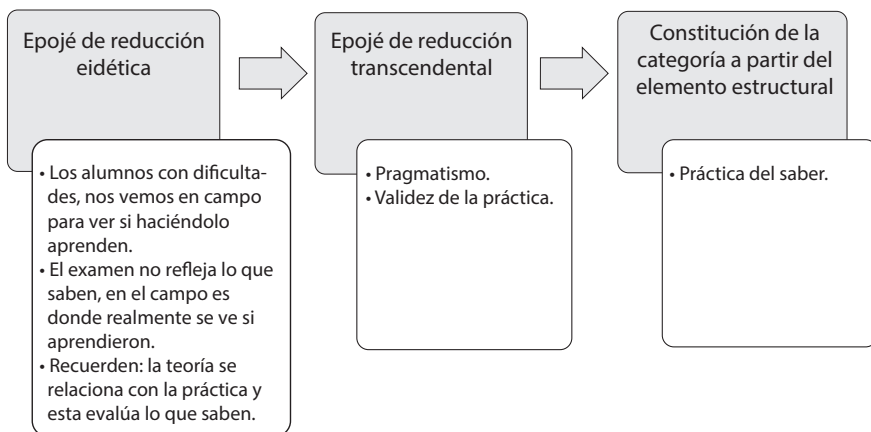 Epojé de reducción
eidética
• Los alumnos con dificulta-
des, nos vemos en campo
para ver si haciéndolo
aprenden.
• El examen no refleja lo que
saben, en el campo es
donde realmente se ve si
aprendieron.
• Recuerden: la teoría se
relaciona con la práctica y
esta evalúa lo que saben.
Epojé de reducción
transcendental
• Pragmatismo.
• Validez de la práctica.
Constitución de la
categoría a partir del
elemento estructural
• Práctica del saber.